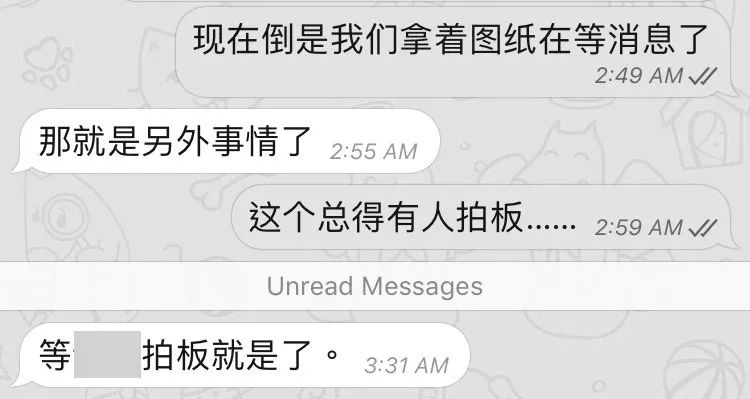 现在倒是我们拿着图纸在等消息了
2:49 AM
那就是另外事情了 2:55 AM
这个总得有人拍板…… 2:59 AM
Unread Messages
等 拍板就是了。 3:31 AM